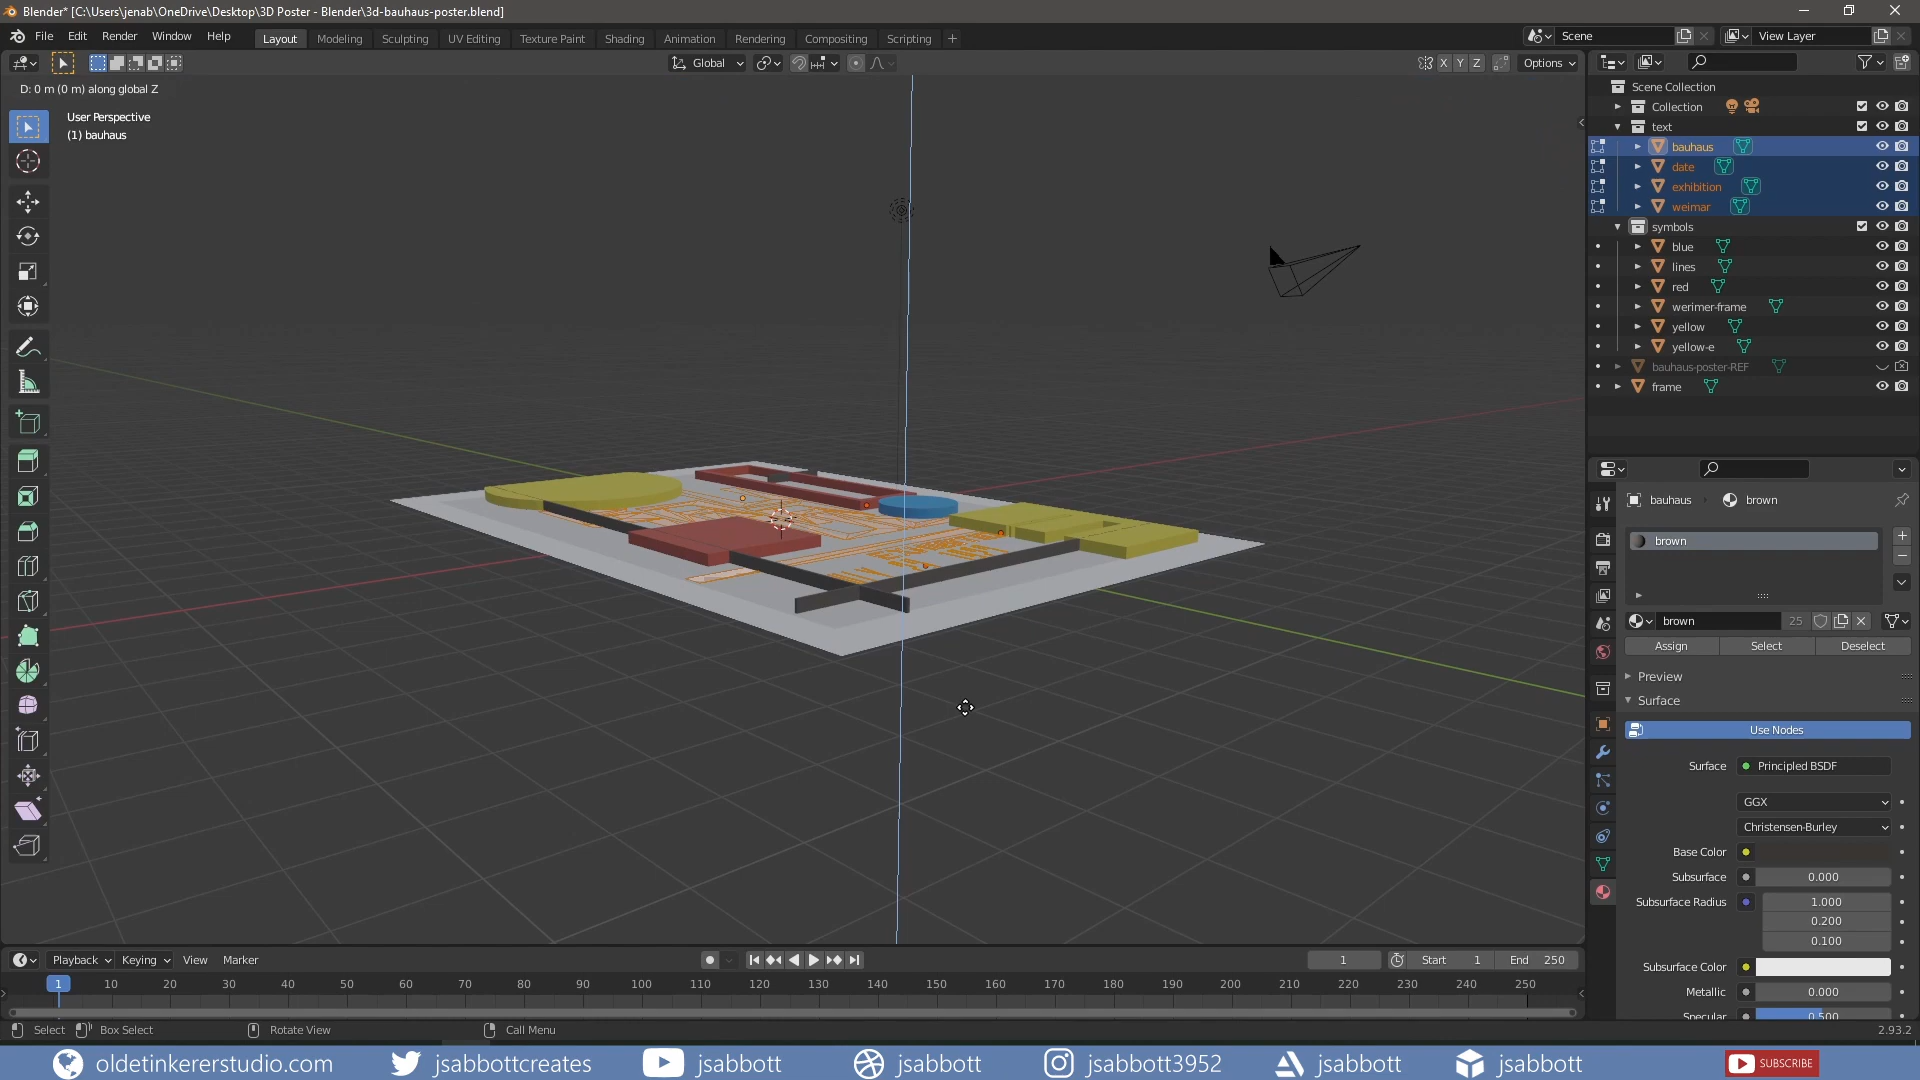 Blender* [C:\Users\jenab\OneDrive\Desktop\3D Poster - Blender\3d-bauhaus-poster.blend]
File Edit Render Window Help
Layout Modeling Sculpting UV Editing Texture Paint Shading Animation Rendering Compositing Scripting +
Scene View Layer
Global X Y Z Options
D: 0 m (0 m) along global Z
User Perspective
(1) bauhaus
Scene Collection
Collection
text
bauhaus
date
exhibition
weimar
symbols
blue
lines
red
werimer-frame
yellow
yellow-e
bauhaus-poster-REF
frame
bauhaus > brown
brown
brown 25
Assign Select Deselect
Preview
Surface
Use Nodes
Surface Principled BSDF
GGX
Christensen-Burley
Base Color
Subsurface 0.000
Subsurface Radius 1.000
0.200
0.100
Subsurface Color
Metallic 0.000
Specular 0.500
Playback Keying View Marker
1 Start 1 End 250
1 10 20 30 40 50 60 70 80 90 100 110 120 130 140 150 160 170 180 190 200 210 220 230 240 250
Select Box Select Rotate View Call Menu
2.93.2
oldetinkererstudio.com jsabbottcreates jsabbott jsabbott jsabbott3952 jsabbott jsabbott SUBSCRIBE